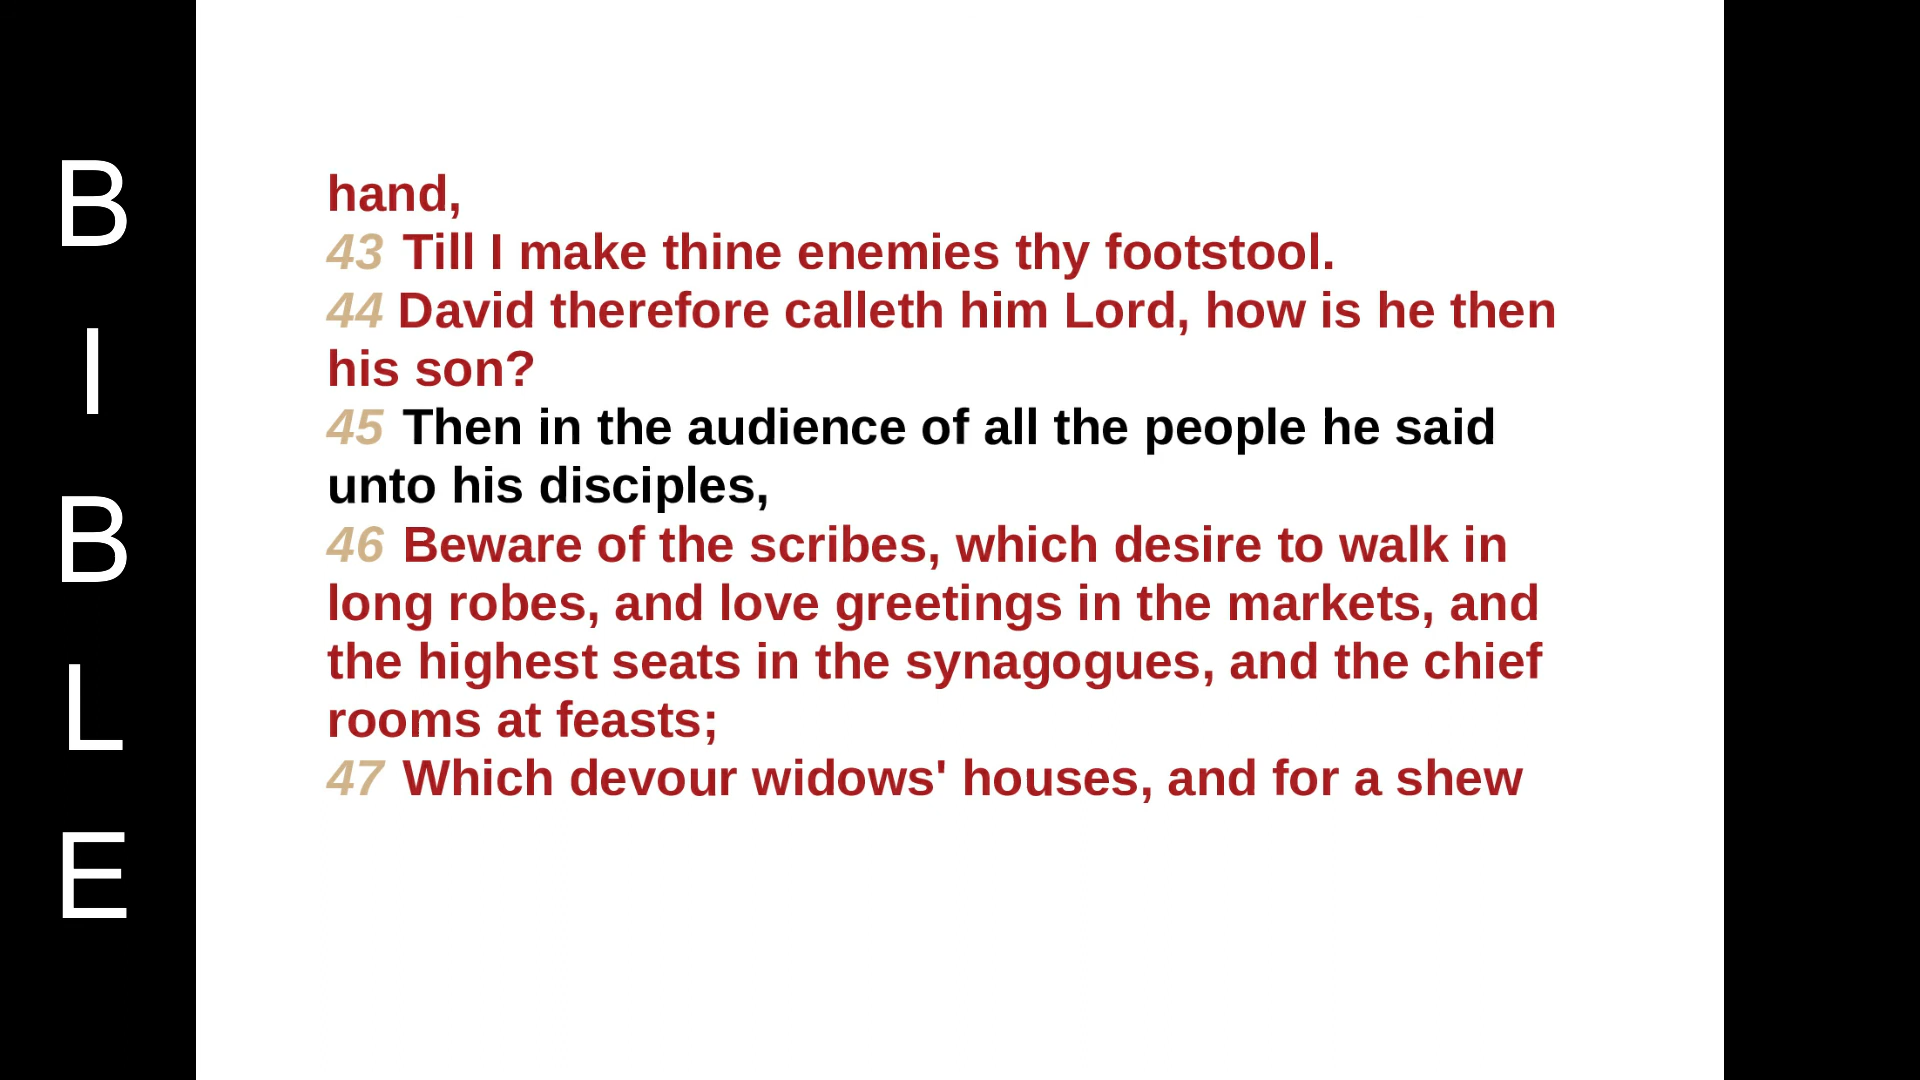 BIBLE
hand,
43 Till I make thine enemies thy footstool.
44 David therefore calleth him Lord, how is he then
his son?
45 Then in the audience of all the people he said
unto his disciples,
46 Beware of the scribes, which desire to walk in
long robes, and love greetings in the markets, and
the highest seats in the synagogues, and the chief
rooms at feasts;
47 Which devour widows' houses, and for a shew